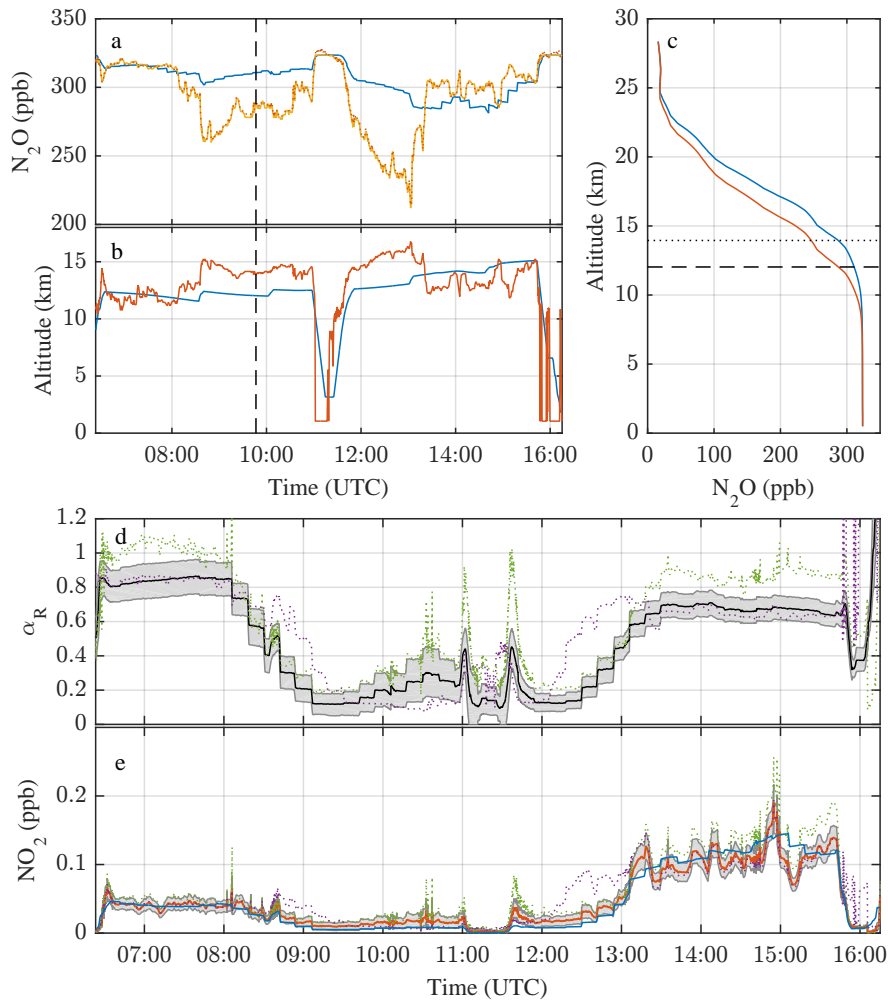 a
N₂O (ppb)
350
300
250
200
b
Altitude (km)
15
10
5
0
08:00 10:00 12:00 14:00 16:00
Time (UTC)
c
Altitude (km)
30
25
20
15
10
5
0
0 100 200 300
N₂O (ppb)
d
α_R
1.2
1
0.8
0.6
0.4
0.2
0
e
NO₂ (ppb)
0.2
0.1
0
07:00 08:00 09:00 10:00 11:00 12:00 13:00 14:00 15:00 16:00
Time (UTC)